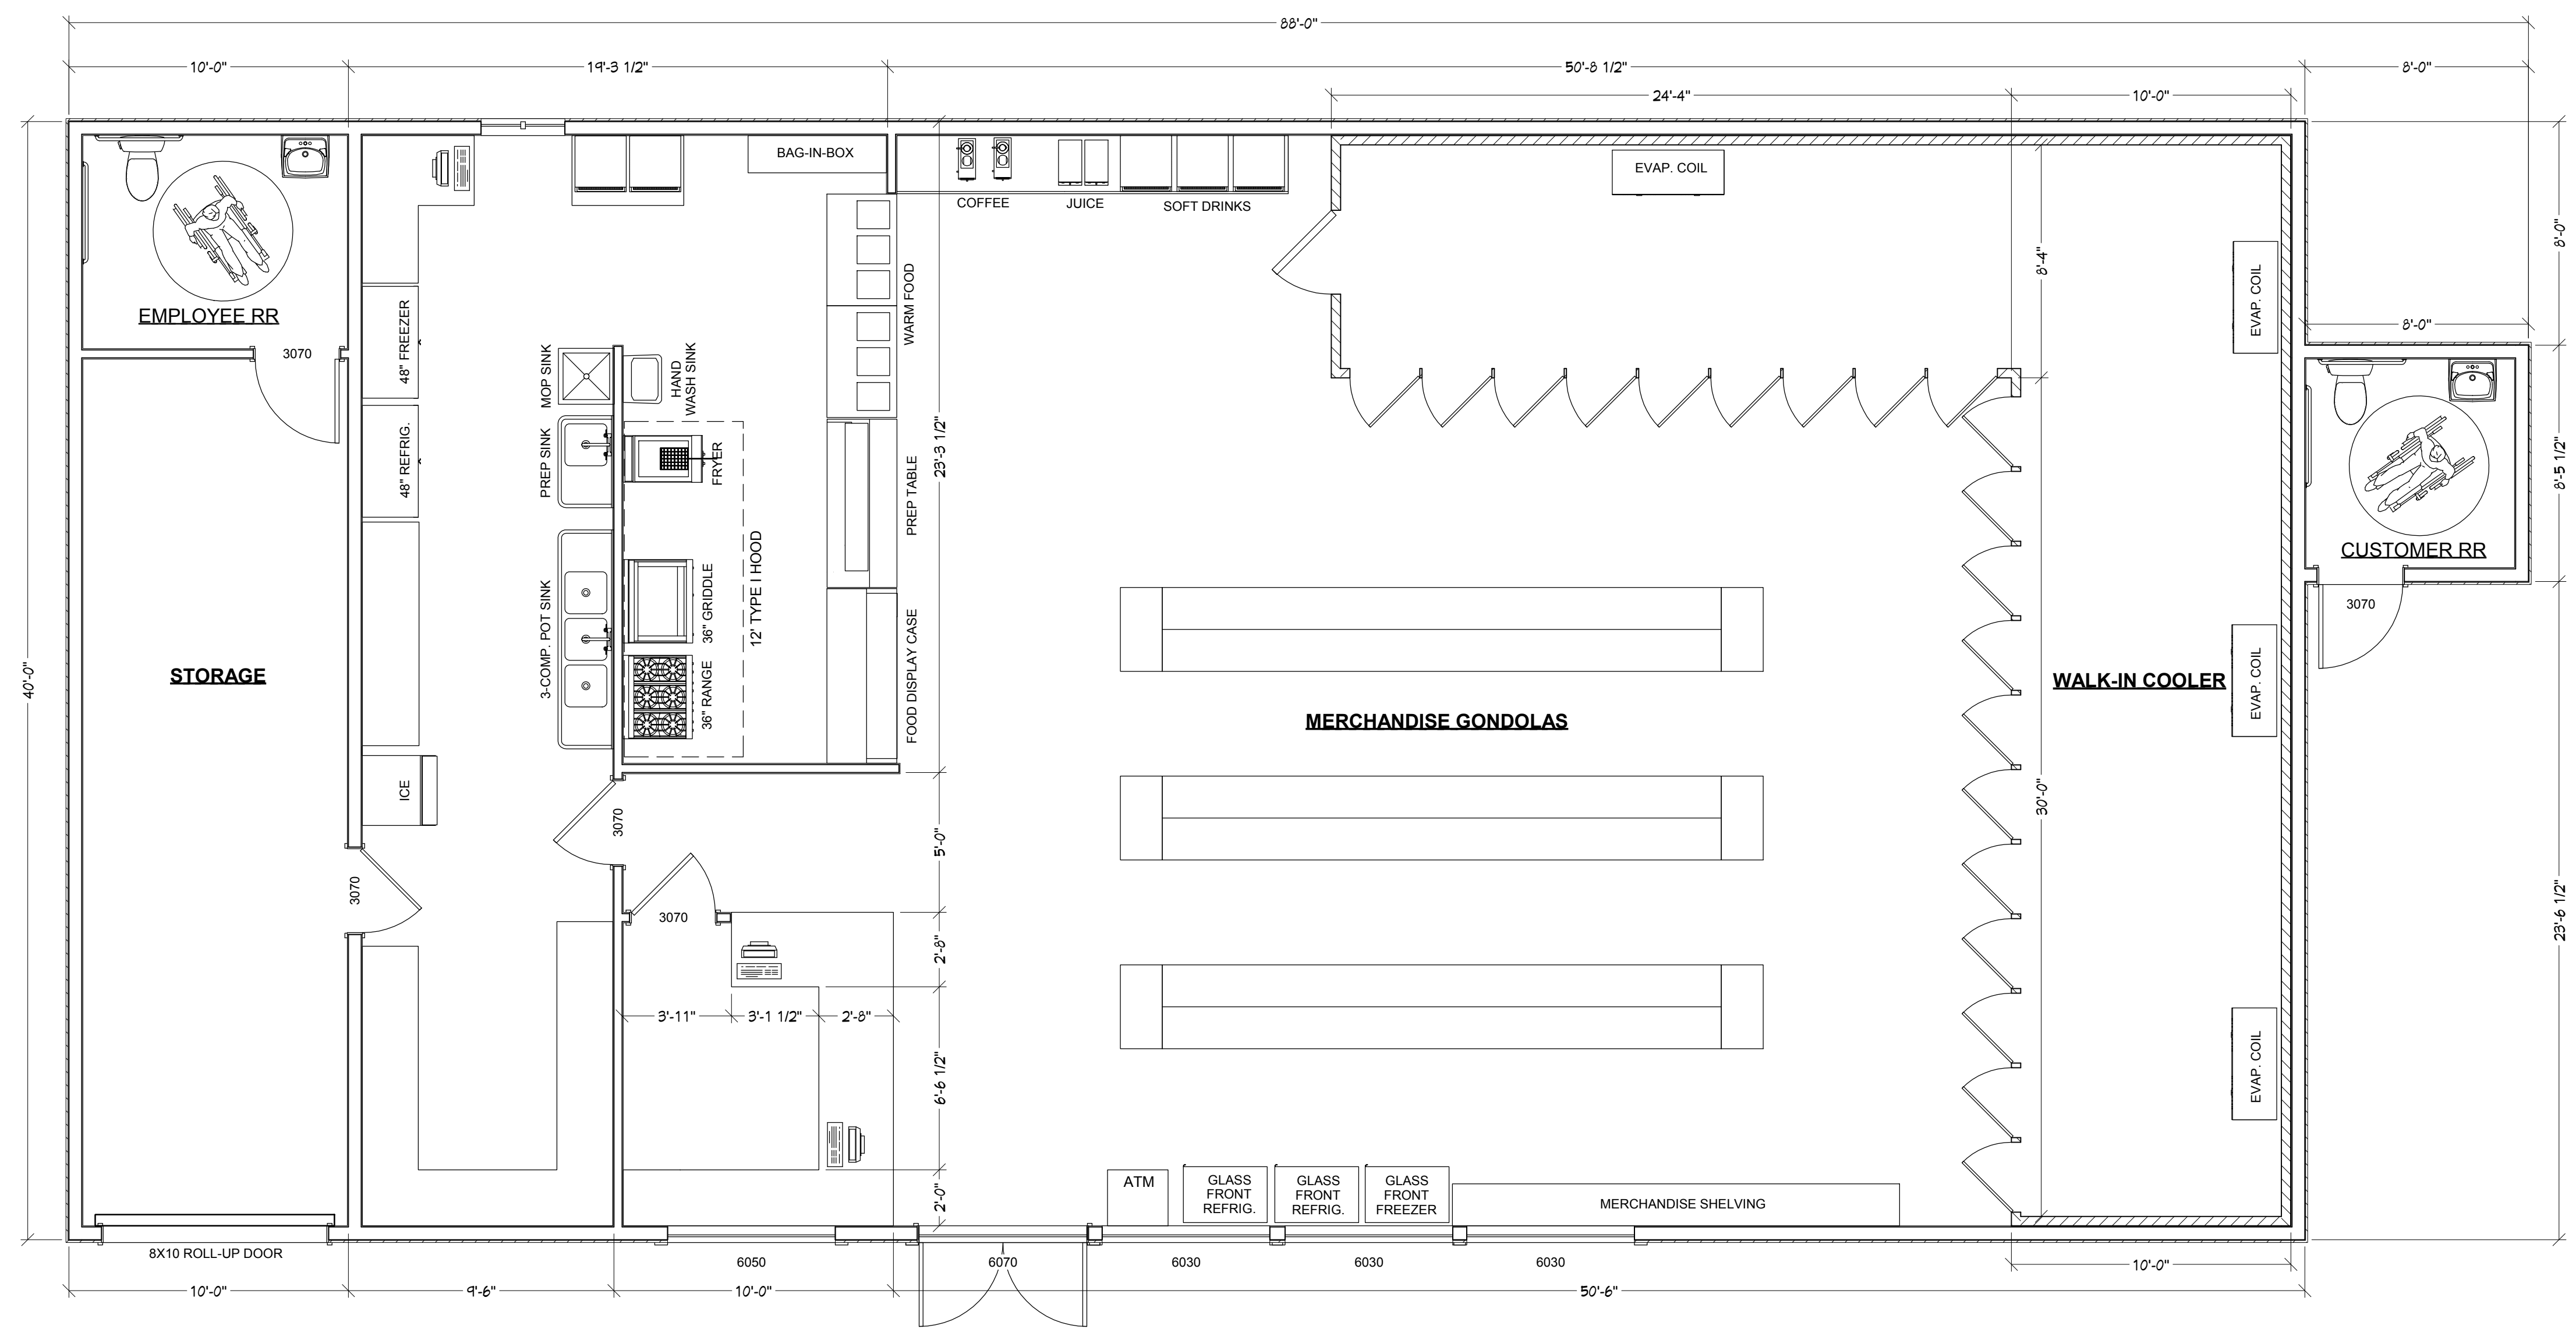 88'-0"
10'-0"
19'-3 1/2"
50'-8 1/2"
8'-0"
24'-4"
10'-0"
BAG-IN-BOX
COFFEE
JUICE
SOFT DRINKS
EVAP. COIL
8'-0"
8'-4"
EVAP. COIL
EMPLOYEE RR
3070
48" FREEZER
WARM FOOD
8'-0"
MOP SINK
HAND
WASH SINK
48" REFRIG.
PREP SINK
FRYER
PREP TABLE
23'-3 1/2"
8'-5 1/2"
CUSTOMER RR
3070
12' TYPE I HOOD
3-COMP. POT SINK
36" GRIDDLE
36" RANGE
FOOD DISPLAY CASE
40'-0"
STORAGE
MERCHANDISE GONDOLAS
WALK-IN COOLER
EVAP. COIL
ICE
3070
30'-0"
5'-0"
3070
3070
2'-8"
23'-6 1/2"
3'-11"
3'-1 1/2"
2'-8"
6'-6 1/2"
EVAP. COIL
ATM
GLASS
FRONT
REFRIG.
GLASS
FRONT
REFRIG.
GLASS
FRONT
FREEZER
MERCHANDISE SHELVING
2'-0"
8X10 ROLL-UP DOOR
6050
6070
6030
6030
6030
10'-0"
10'-0"
9'-6"
10'-0"
50'-6"